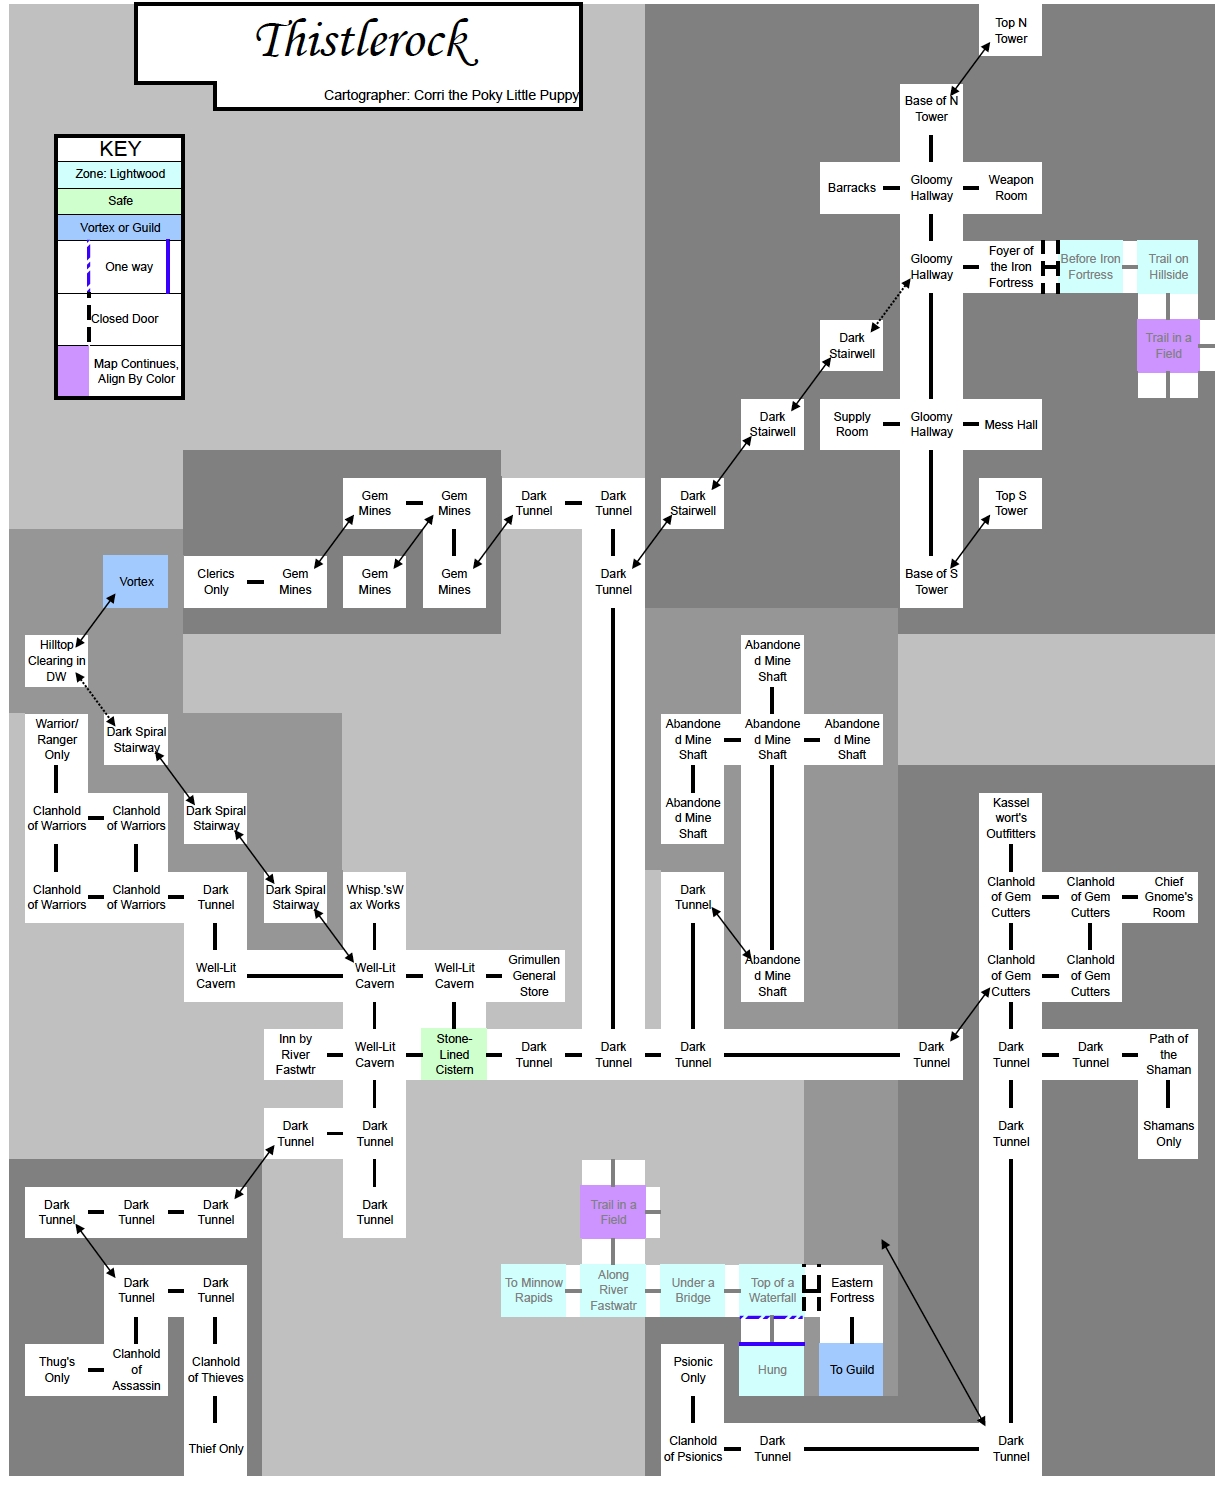 Thistlerock
Cartographer: Corri the Poky Little Puppy
KEY
Zone: Lightwood
Safe
Vortex or Guild
One way
Closed Door
Map Continues,
Align By Color
Top N
Tower
Base of N
Tower
Barracks
Gloomy
Hallway
Weapon
Room
Gloomy
Hallway
Foyer of
the Iron
Fortress
Before Iron
Fortress
Trail on
Hillside
Dark
Stairwell
Trail in a
Field
Dark
Stairwell
Supply
Room
Gloomy
Hallway
Mess Hall
Gem
Mines
Gem
Mines
Dark
Tunnel
Dark
Tunnel
Dark
Stairwell
Top S
Tower
Vortex
Clerics
Only
Gem
Mines
Gem
Mines
Gem
Mines
Dark
Tunnel
Base of S
Tower
Hilltop
Clearing in
DW
Abandone
d Mine
Shaft
Warrior/
Ranger
Only
Dark Spiral
Stairway
Abandone
d Mine
Shaft
Abandone
d Mine
Shaft
Abandone
d Mine
Shaft
Clanhold
of Warriors
Clanhold
of Warriors
Dark Spiral
Stairway
Abandone
d Mine
Shaft
Kassel
wort's
Outfitters
Clanhold
of Warriors
Clanhold
of Warriors
Dark
Tunnel
Dark Spiral
Stairway
Whisp.'sW
ax Works
Dark
Tunnel
Clanhold
of Gem
Cutters
Clanhold
of Gem
Cutters
Chief
Gnome's
Room
Well-Lit
Cavern
Well-Lit
Cavern
Well-Lit
Cavern
Grimullen
General
Store
Abandone
d Mine
Shaft
Clanhold
of Gem
Cutters
Clanhold
of Gem
Cutters
Inn by
River
Fastwtr
Well-Lit
Cavern
Stone-
Lined
Cistern
Dark
Tunnel
Dark
Tunnel
Dark
Tunnel
Dark
Tunnel
Dark
Tunnel
Dark
Tunnel
Path of
the
Shaman
Dark
Tunnel
Dark
Tunnel
Dark
Tunnel
Shamans
Only
Dark
Tunnel
Dark
Tunnel
Dark
Tunnel
Dark
Tunnel
Trail in a
Field
Dark
Tunnel
Dark
Tunnel
To Minnow
Rapids
Along
River
Fastwatr
Under a
Bridge
Top of a
Waterfall
Eastern
Fortress
Thug's
Only
Clanhold
of
Assassin
Clanhold
of Thieves
Psionic
Only
Hung
To Guild
Thief Only
Clanhold
of Psionics
Dark
Tunnel
Dark
Tunnel